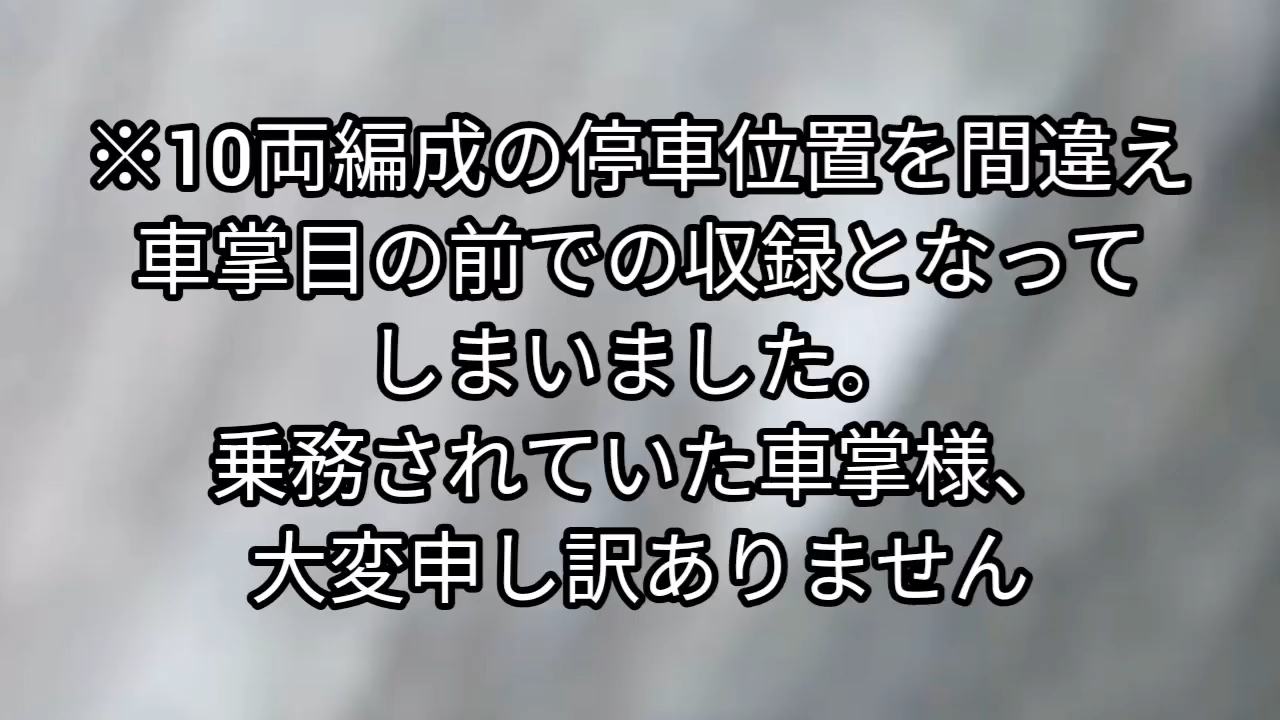 ※10両編成の停車位置を間違え
車掌目の前での収録となって
しまいました。
乗務されていた車掌様、
大変申し訳ありません